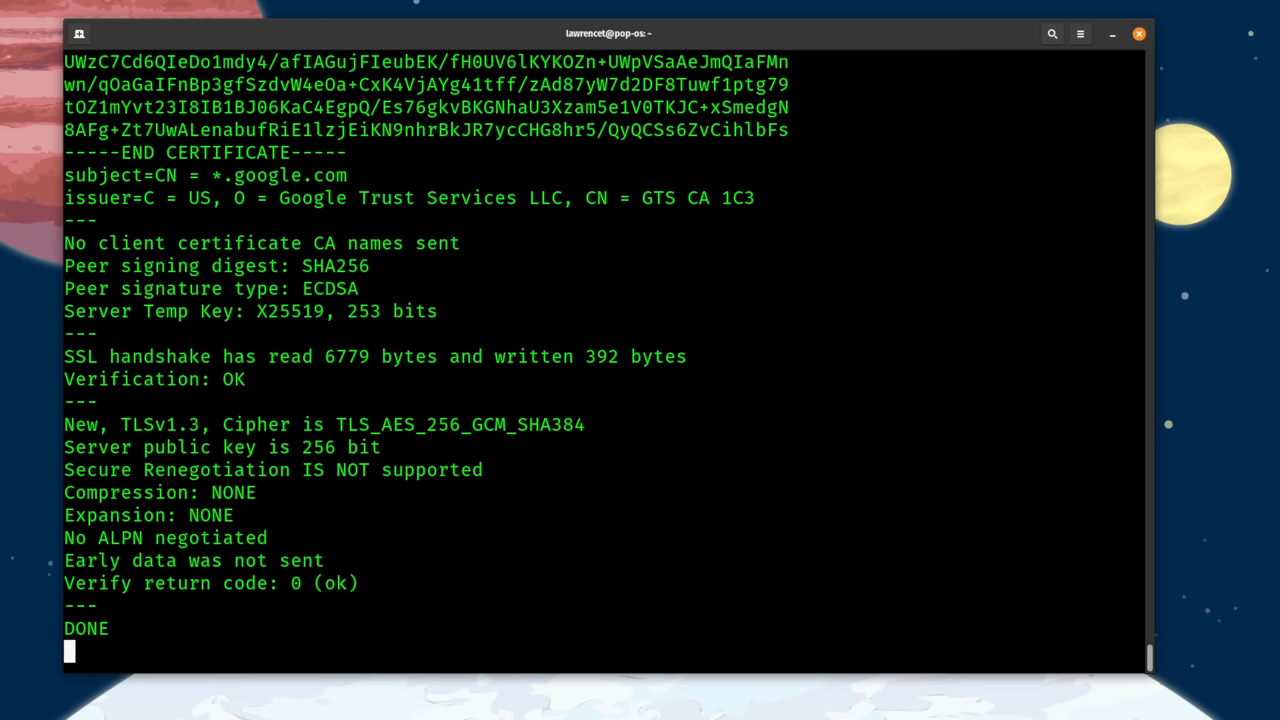 lawrencet@pop-os: ~
UWzC7Cd6QIeDo1mdy4/afIAGujFIeubEK/fH0UV6lKYKOZn+UWpVSaAeJmQIaFMn
wn/qOaGaIFnBp3gfSzdvW4eOa+CxK4VjAYg41tff/zAd87yW7d2DF8Tuwf1ptg79
tOZ1mYvt23I8IB1BJ06KaC4EgpQ/Es76gkvBKGNhaU3Xzam5e1V0TKJC+xSmedgN
8AFg+Zt7UwALenabufRiE1lzjEiKN9nhrBkJR7ycCHG8hr5/QyQCSs6ZvCihlbFs
-----END CERTIFICATE-----
subject=CN = *.google.com
issuer=C = US, O = Google Trust Services LLC, CN = GTS CA 1C3
---
No client certificate CA names sent
Peer signing digest: SHA256
Peer signature type: ECDSA
Server Temp Key: X25519, 253 bits
---
SSL handshake has read 6779 bytes and written 392 bytes
Verification: OK
---
New, TLSv1.3, Cipher is TLS_AES_256_GCM_SHA384
Server public key is 256 bit
Secure Renegotiation IS NOT supported
Compression: NONE
Expansion: NONE
No ALPN negotiated
Early data was not sent
Verify return code: 0 (ok)
---
DONE